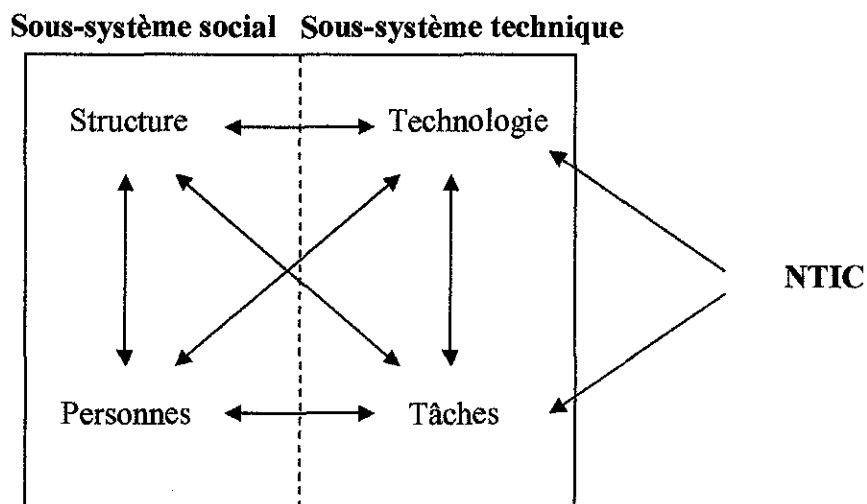 Sous-système social Sous-système technique
Structure Technologie
NTIC
Personnes Tâches